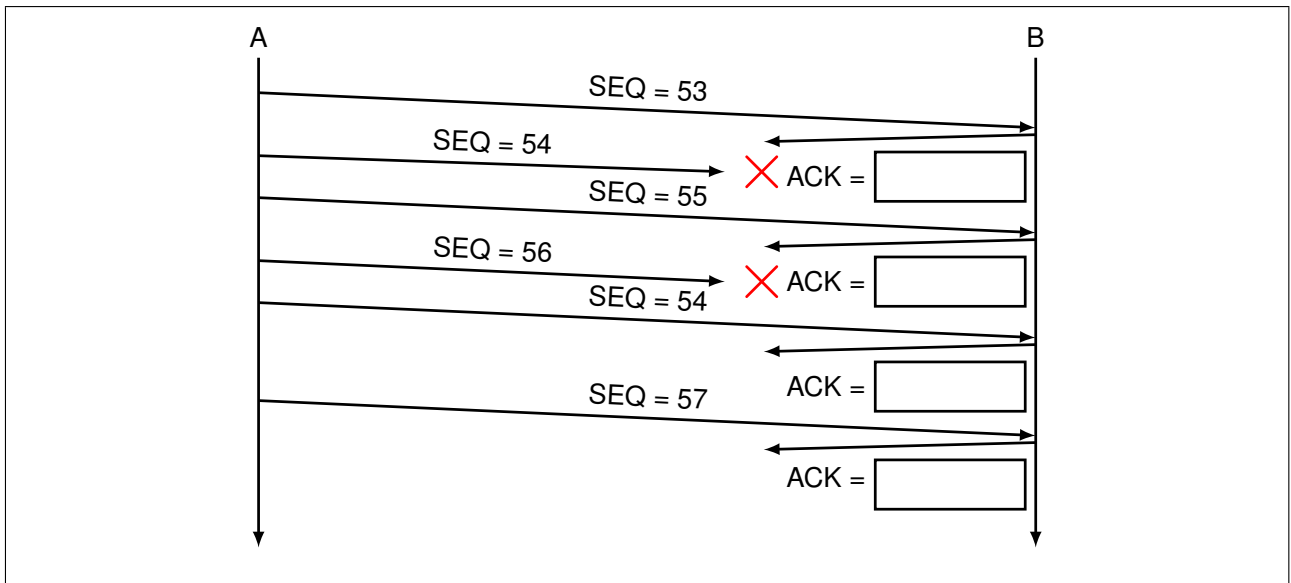 A
B
SEQ = 53
SEQ = 54
ACK =
SEQ = 55
SEQ = 56
ACK =
SEQ = 54
ACK =
SEQ = 57
ACK =